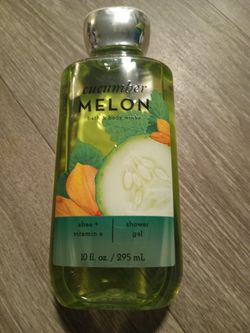 cucumber
MELON
bath & body works
shea + shower
vitamin e gel
10 fl. oz. / 295 mL